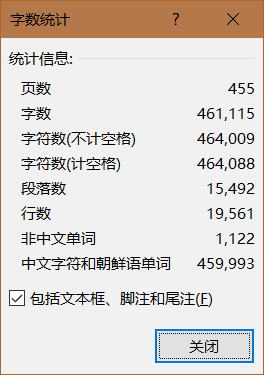 字数统计 ? ×
统计信息:
页数 455
字数 461,115
字符数(不计空格) 464,009
字符数(计空格) 464,088
段落数 15,492
行数 19,561
非中文单词 1,122
中文字符和朝鲜语单词 459,993
包括文本框、脚注和尾注(F)
关闭